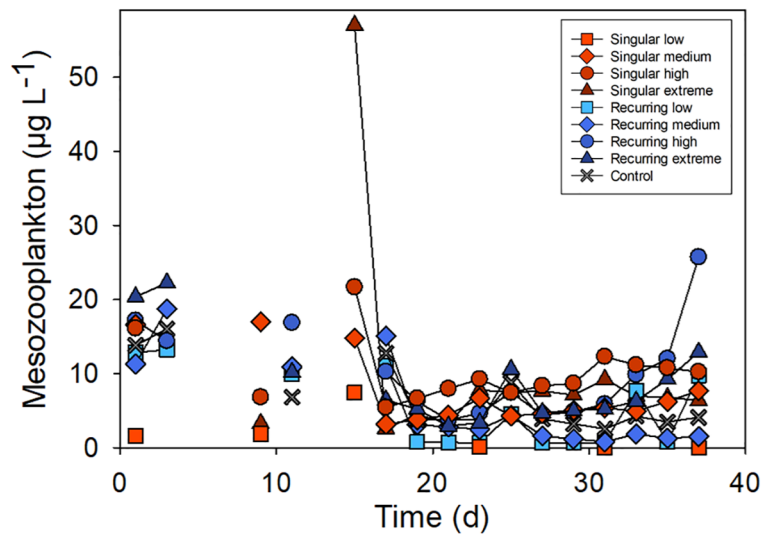 Mesozooplankton (µg L⁻¹)
50
40
30
20
10
0
Singular low
Singular medium
Singular high
Singular extreme
Recurring low
Recurring medium
Recurring high
Recurring extreme
Control
0 10 20 30 40
Time (d)